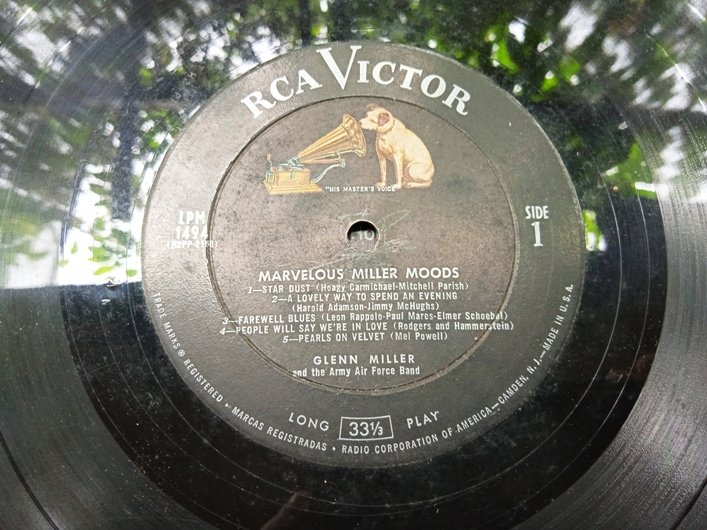 RCA VICTOR
"HIS MASTER'S VOICE"
LPM
1494
SIDE
1
MARVELOUS MILLER MOODS
1—STAR DUST (Hoagy Carmichael-Mitchell Parish)
2—A LOVELY WAY TO SPEND AN EVENING
(Harold Adamson-Jimmy McHughs)
3—FAREWELL BLUES (Leon Rappolo-Paul Mares-Elmer Schoebel)
4—PEOPLE WILL SAY WE'RE IN LOVE (Rodgers and Hammerstein)
5—PEARLS ON VELVET (Mel Powell)
GLENN MILLER
and the Army Air Force Band
LONG 33⅓ PLAY
TRADE MARKS ® REGISTERED • MARCAS REGISTRADAS • RADIO CORPORATION OF AMERICA—CAMDEN, N.J.—MADE IN U.S.A.